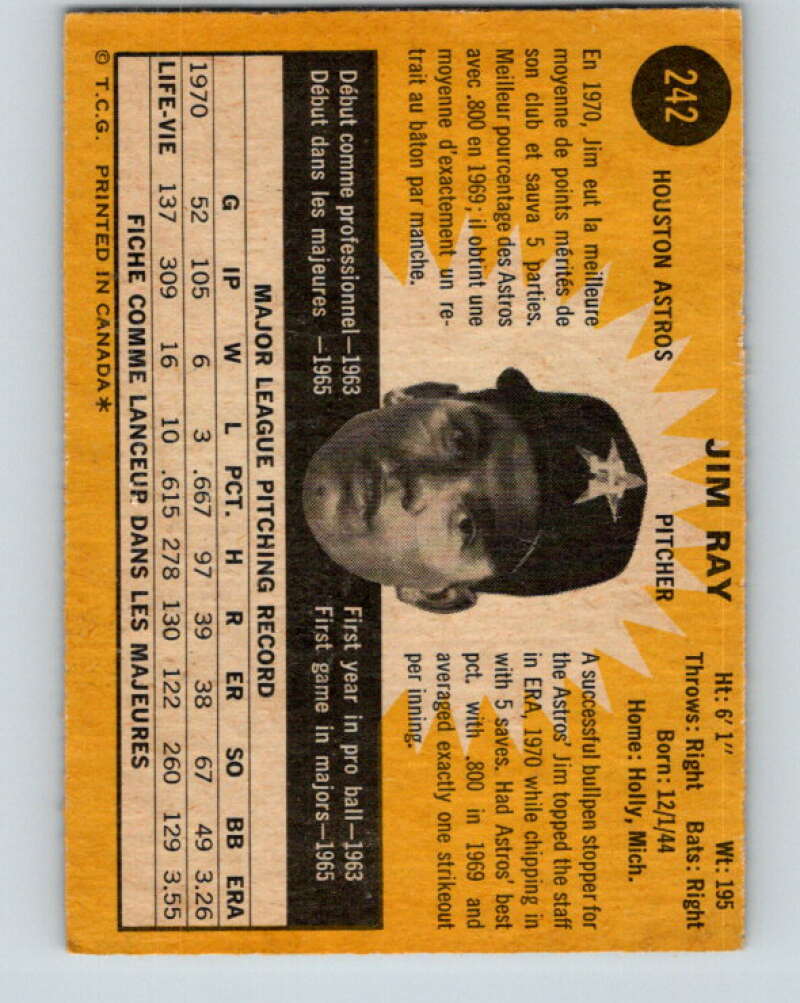 242
JIM RAY
HOUSTON ASTROS
PITCHER
Ht: 6' 1" Wt: 195
Throws: Right Bats: Right
Born: 12/1/44
Home: Holly, Mich.
En 1970, Jim eut la meilleure
moyenne de points mérités de
son club et sauva 5 parties.
Meilleur pourcentage des Astros
avec .800 en 1969; il obtint une
moyenne d'exactement un re-
trait au bâton par manche.
A successful bullpen stopper for
the Astros' Jim topped the staff
in ERA, 1970 while chipping in
with 5 saves. Had Astros' best
pct. with .800 in 1969 and
averaged exactly one strikeout
per inning.
Début comme professionnel—1963
Début dans les majeures —1965
First year in pro ball—1963
First game in majors—1965
MAJOR LEAGUE PITCHING RECORD
G IP W L PCT. H R ER SO BB ERA
1970 52 105 6 3 .667 97 39 38 67 49 3.26
LIFE-VIE 137 309 16 10 .615 278 130 122 260 129 3.55
FICHE COMME LANCEUR DANS LES MAJEURES
© T.C.G. PRINTED IN CANADA*